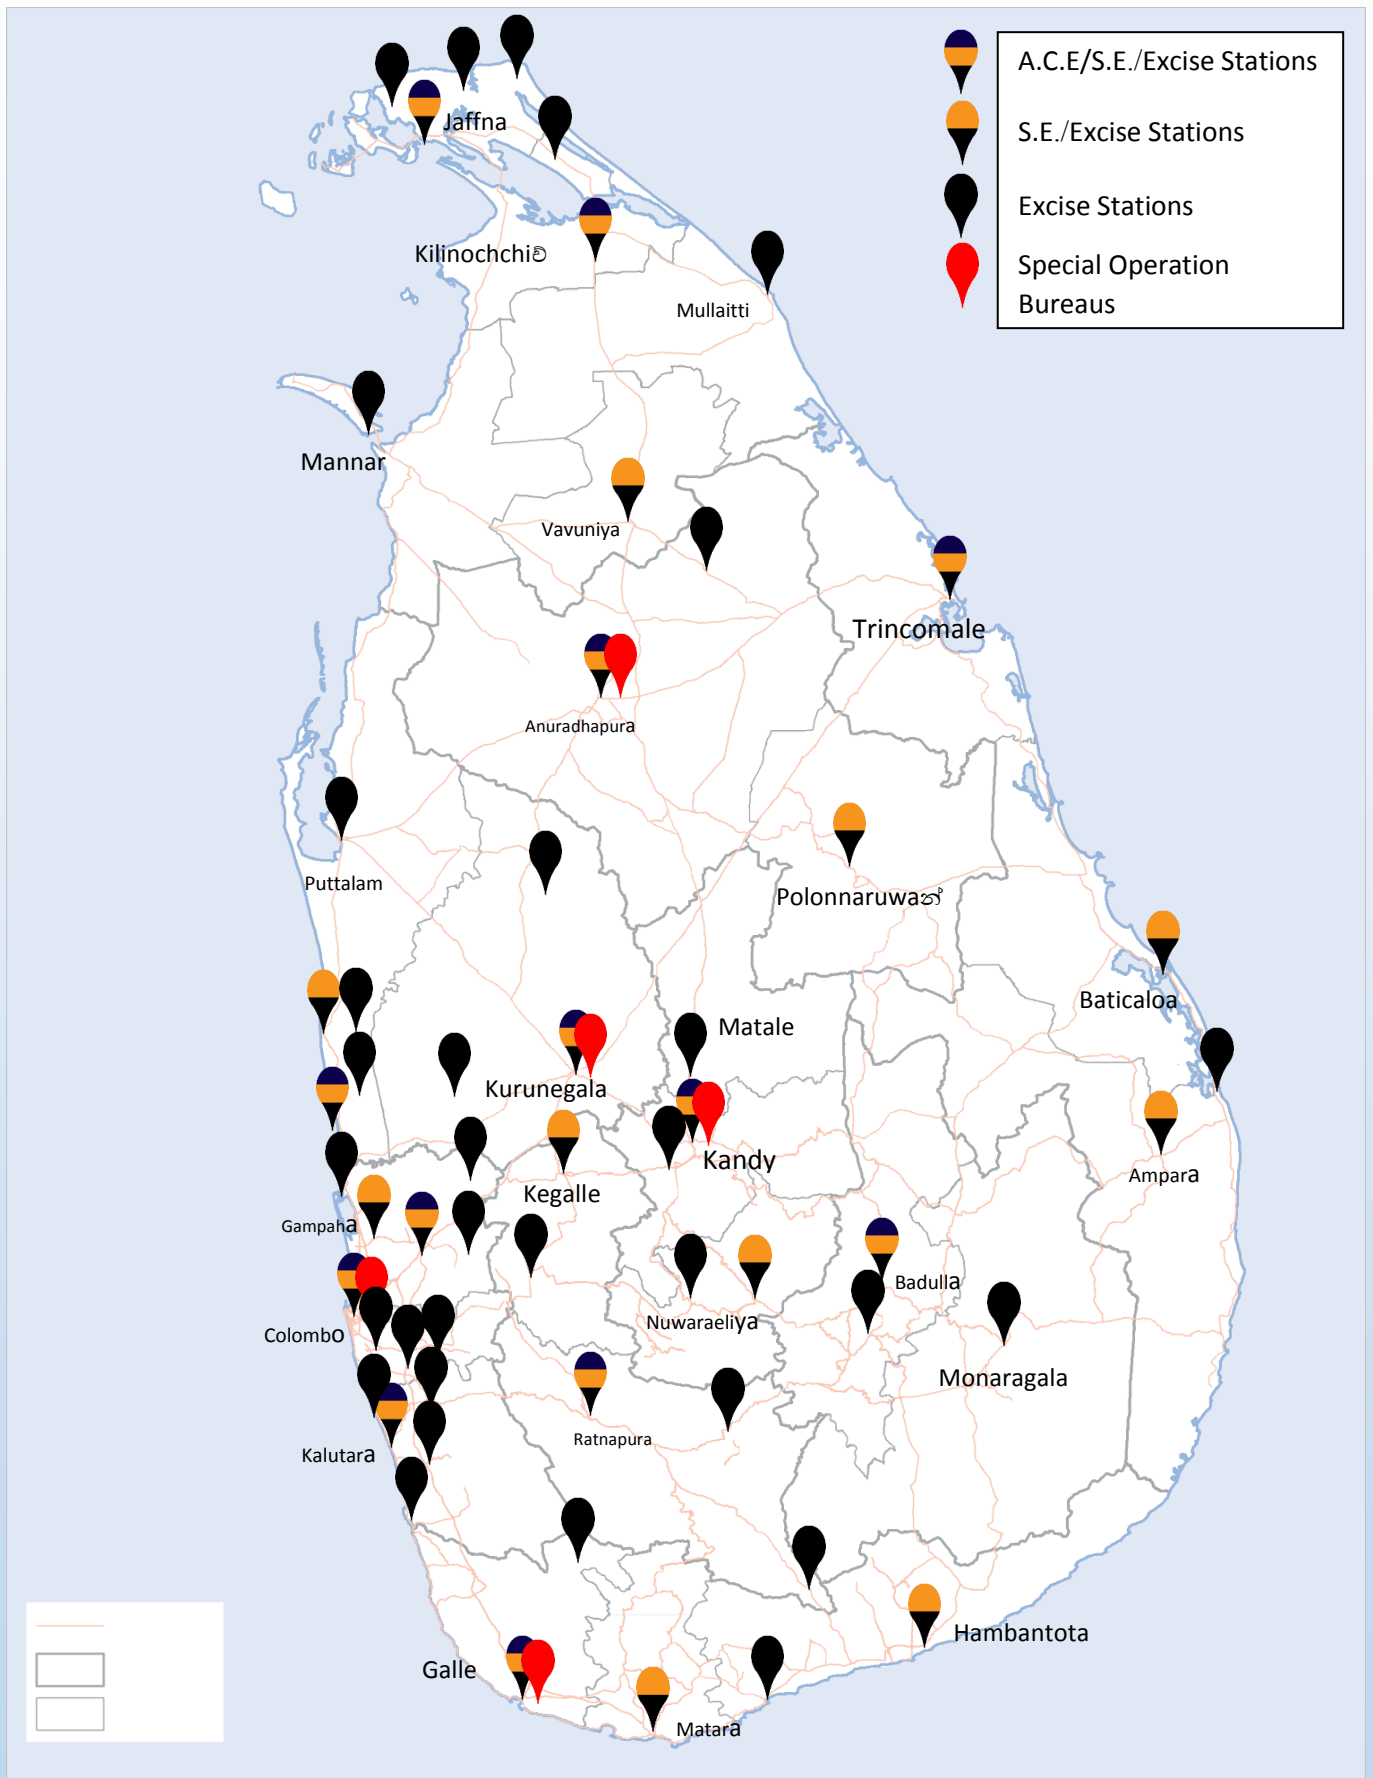 A.C.E/S.E./Excise Stations
S.E./Excise Stations
Excise Stations
Special Operation
Bureaus
Jaffna
Kilinochchiච්
Mullaitti
Mannar
Vavuniya
Trincomale
Anuradhapura
Puttalam
Polonnaruwaන්
Baticaloa
Matale
Kurunegala
Kandy
Ampara
Kegalle
Gampaha
Badulla
Nuwaraeliya
Colombo
Monaragala
Ratnapura
Kalutara
Hambantota
Galle
Matara